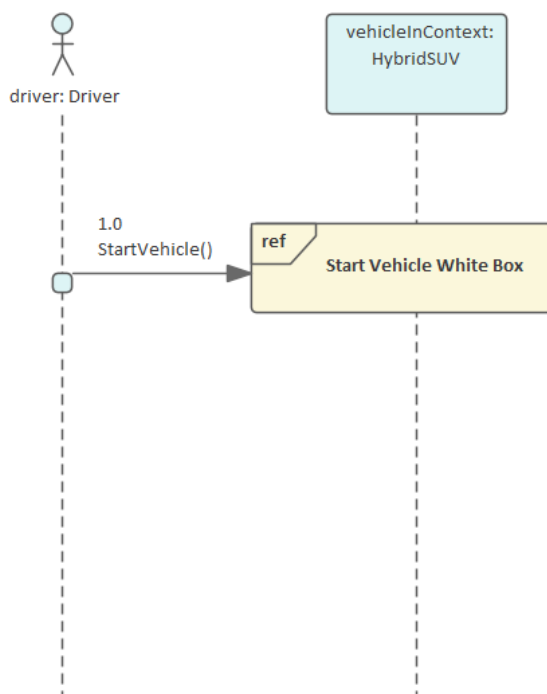 vehicleInContext:
HybridSUV
driver: Driver
1.0
StartVehicle()
ref
Start Vehicle White Box